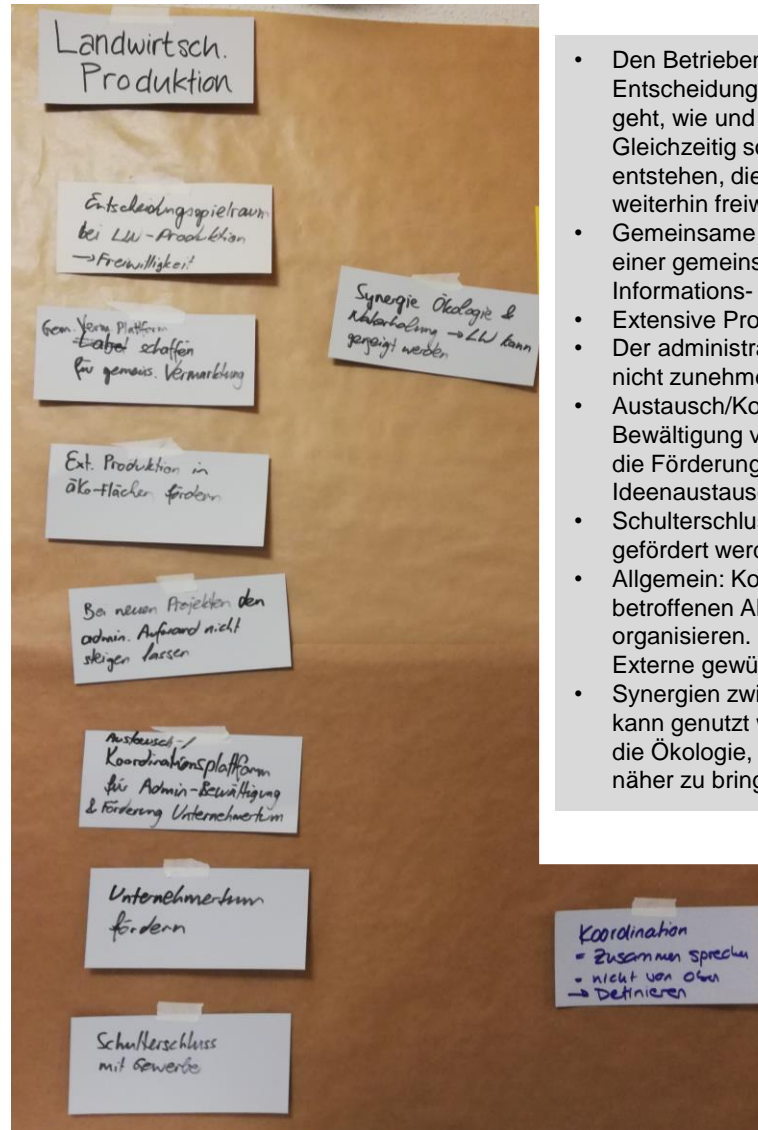 Landwirtsch.
Produktion
Entscheidungsspielraum
bei LW-Produktion
→ Freiwilligkeit
Gem. Verm. Plattform
Label schaffen
für gemeins. Vermarktung
Ext. Produktion in
öko-Flächen fördern
Bei neuen Projekten den
admin. Aufwand nicht
steigen lassen
Austausch-/
Koordinationsplattform
für Admin-Bewältigung
& Förderung Unternehmertum
Unternehmertum
fördern
Schulterschluss
mit Gewerbe
Synergie Ökologie &
Naherholung → LW kann
gezeigt werden
Koordination
= Zusammen sprechen
- nicht von oben
→ Definieren
• Den Betrieben
Entscheidung
geht, wie und
Gleichzeitig so
entstehen, die
weiterhin freiw
• Gemeinsame
einer gemeins
Informations-
• Extensive Pro
• Der administra
nicht zunehme
• Austausch/Ko
Bewältigung v
die Förderung
Ideenaustaus
• Schulterschlus
gefördert werd
• Allgemein: Ko
betroffenen Ak
organisieren.
Externe gewü
• Synergien zwi
kann genutzt
die Ökologie,
näher zu bring